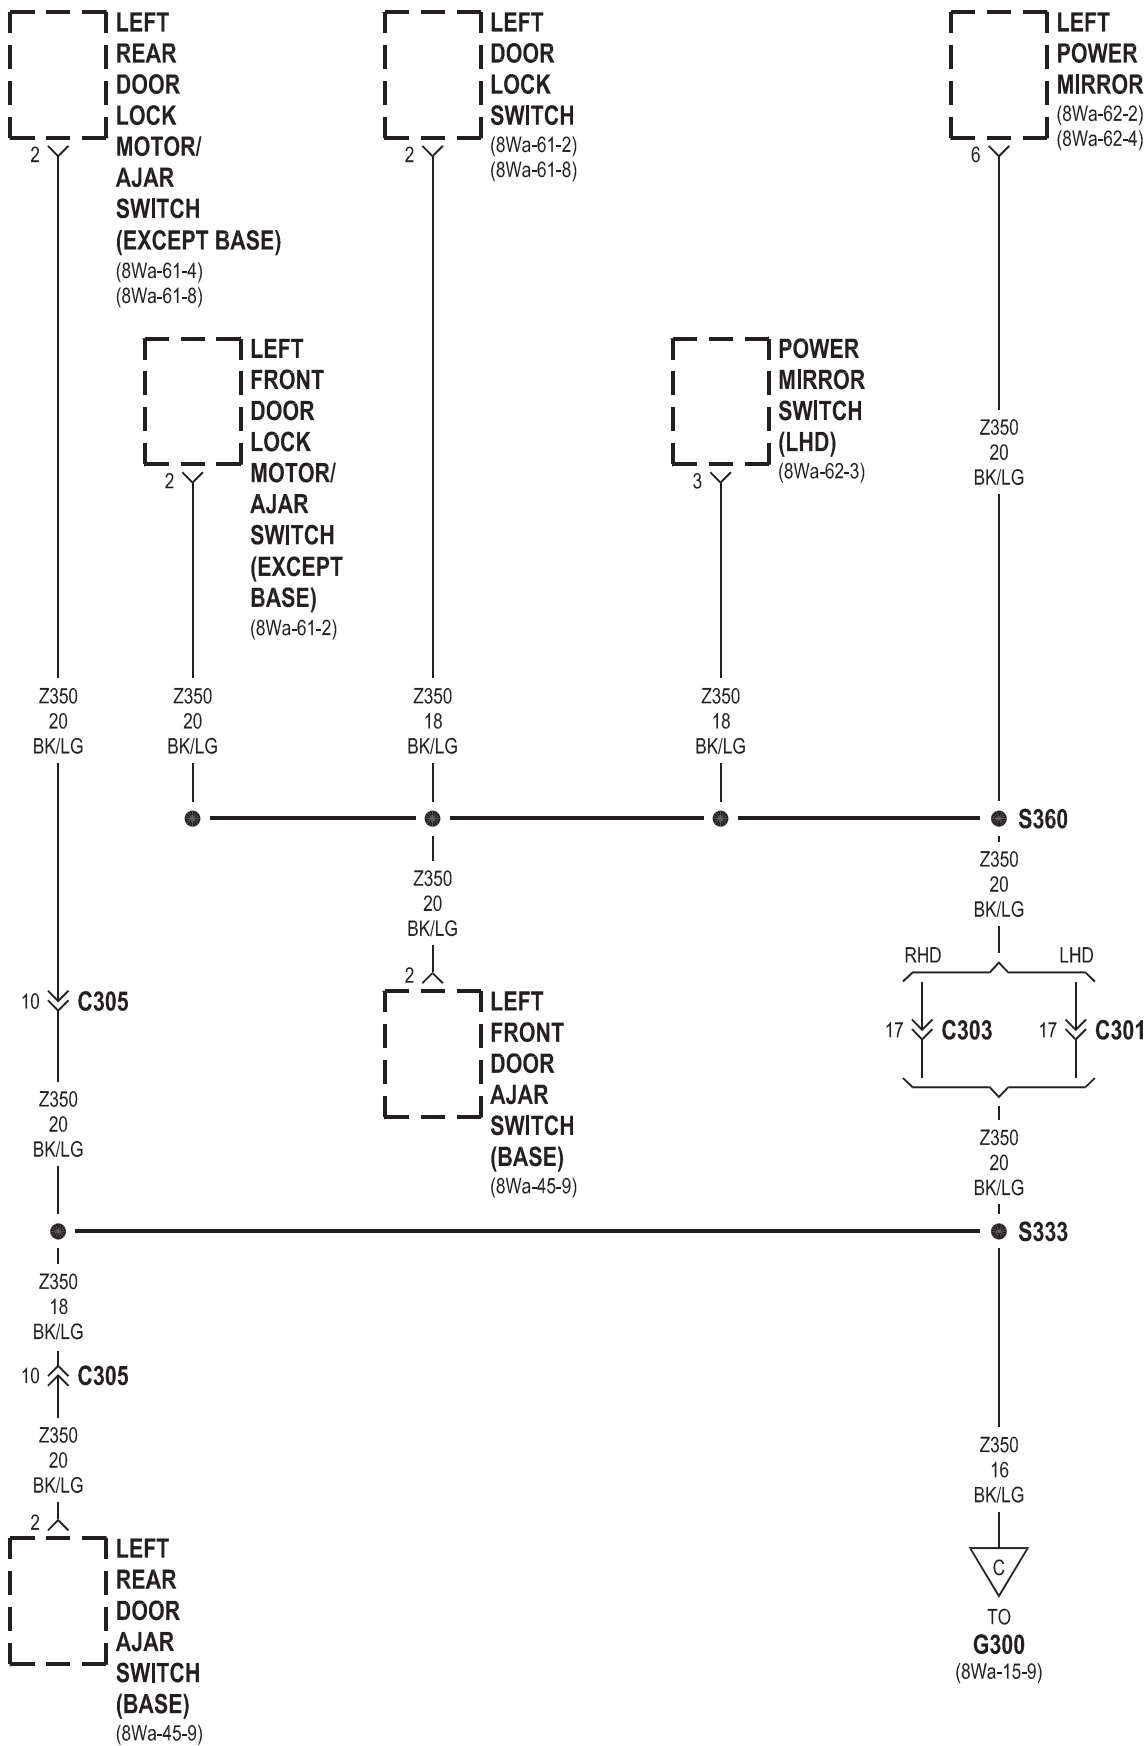 LEFT
REAR
DOOR
LOCK
MOTOR/
AJAR
SWITCH
(EXCEPT BASE)
(8Wa-61-4)
(8Wa-61-8)
2
LEFT
DOOR
LOCK
SWITCH
(8Wa-61-2)
(8Wa-61-8)
2
LEFT
POWER
MIRROR
(8Wa-62-2)
(8Wa-62-4)
6
LEFT
FRONT
DOOR
LOCK
MOTOR/
AJAR
SWITCH
(EXCEPT
BASE)
(8Wa-61-2)
2
POWER
MIRROR
SWITCH
(LHD)
(8Wa-62-3)
3
Z350
20
BK/LG
Z350
20
BK/LG
Z350
20
BK/LG
Z350
18
BK/LG
Z350
18
BK/LG
S360
Z350
20
BK/LG
Z350
20
BK/LG
2
LEFT
FRONT
DOOR
AJAR
SWITCH
(BASE)
(8Wa-45-9)
RHD
LHD
10
C305
17
C303
17
C301
Z350
20
BK/LG
Z350
20
BK/LG
S333
Z350
18
BK/LG
10
C305
Z350
20
BK/LG
2
LEFT
REAR
DOOR
AJAR
SWITCH
(BASE)
(8Wa-45-9)
Z350
16
BK/LG
C
TO
G300
(8Wa-15-9)